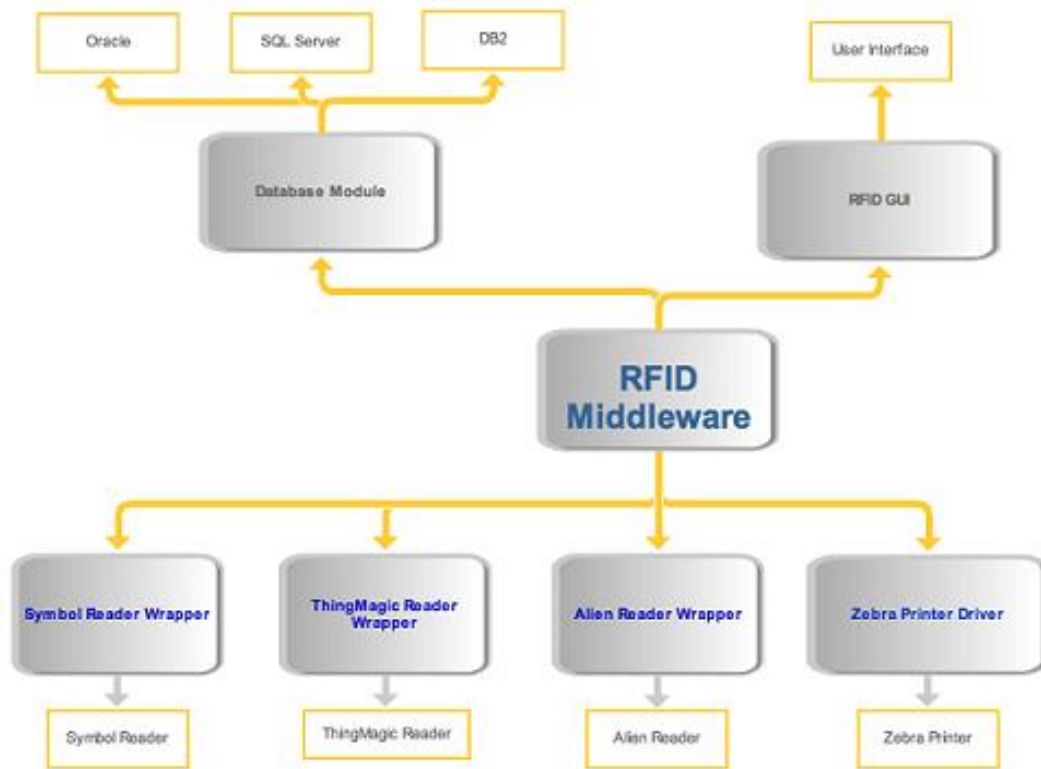 Oracle
SQL Server
DB2
User Interface
Database Module
RFID GUI
RFID
Middleware
Symbol Reader Wrapper
ThingMagic Reader
Wrapper
Alien Reader Wrapper
Zebra Printer Driver
Symbol Reader
ThingMagic Reader
Alien Reader
Zebra Printer